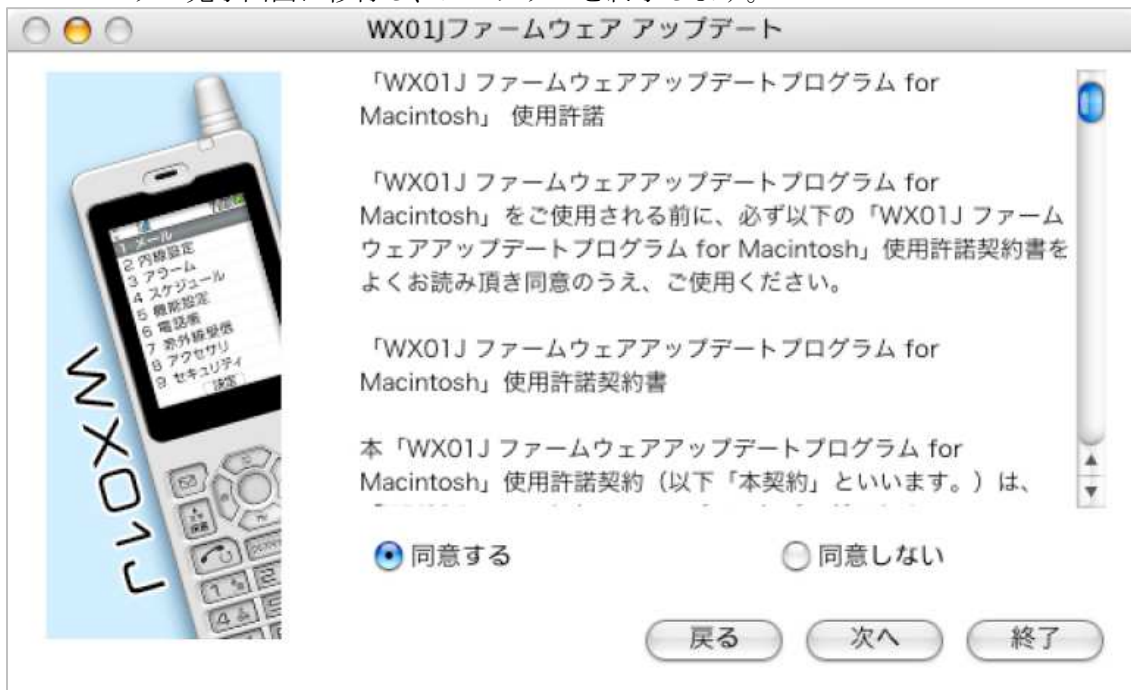 WX01Jファームウェア アップデート
「WX01J ファームウェアアップデートプログラム for
Macintosh」 使用許諾
「WX01J ファームウェアアップデートプログラム for
Macintosh」をご使用される前に、必ず以下の「WX01J ファーム
ウェアアップデートプログラム for Macintosh」使用許諾契約書を
よくお読み頂き同意のうえ、ご使用ください。
「WX01J ファームウェアアップデートプログラム for
Macintosh」使用許諾契約書
本「WX01J ファームウェアアップデートプログラム for
Macintosh」使用許諾契約（以下「本契約」といいます。）は、
同意する
同意しない
戻る
次へ
終了
1 メール
2 内線設定
3 アラーム
4 スケジュール
5 機能設定
6 電話帳
7 赤外線受信
8 アクセサリ
9 セキュリティ
決定
WX01J